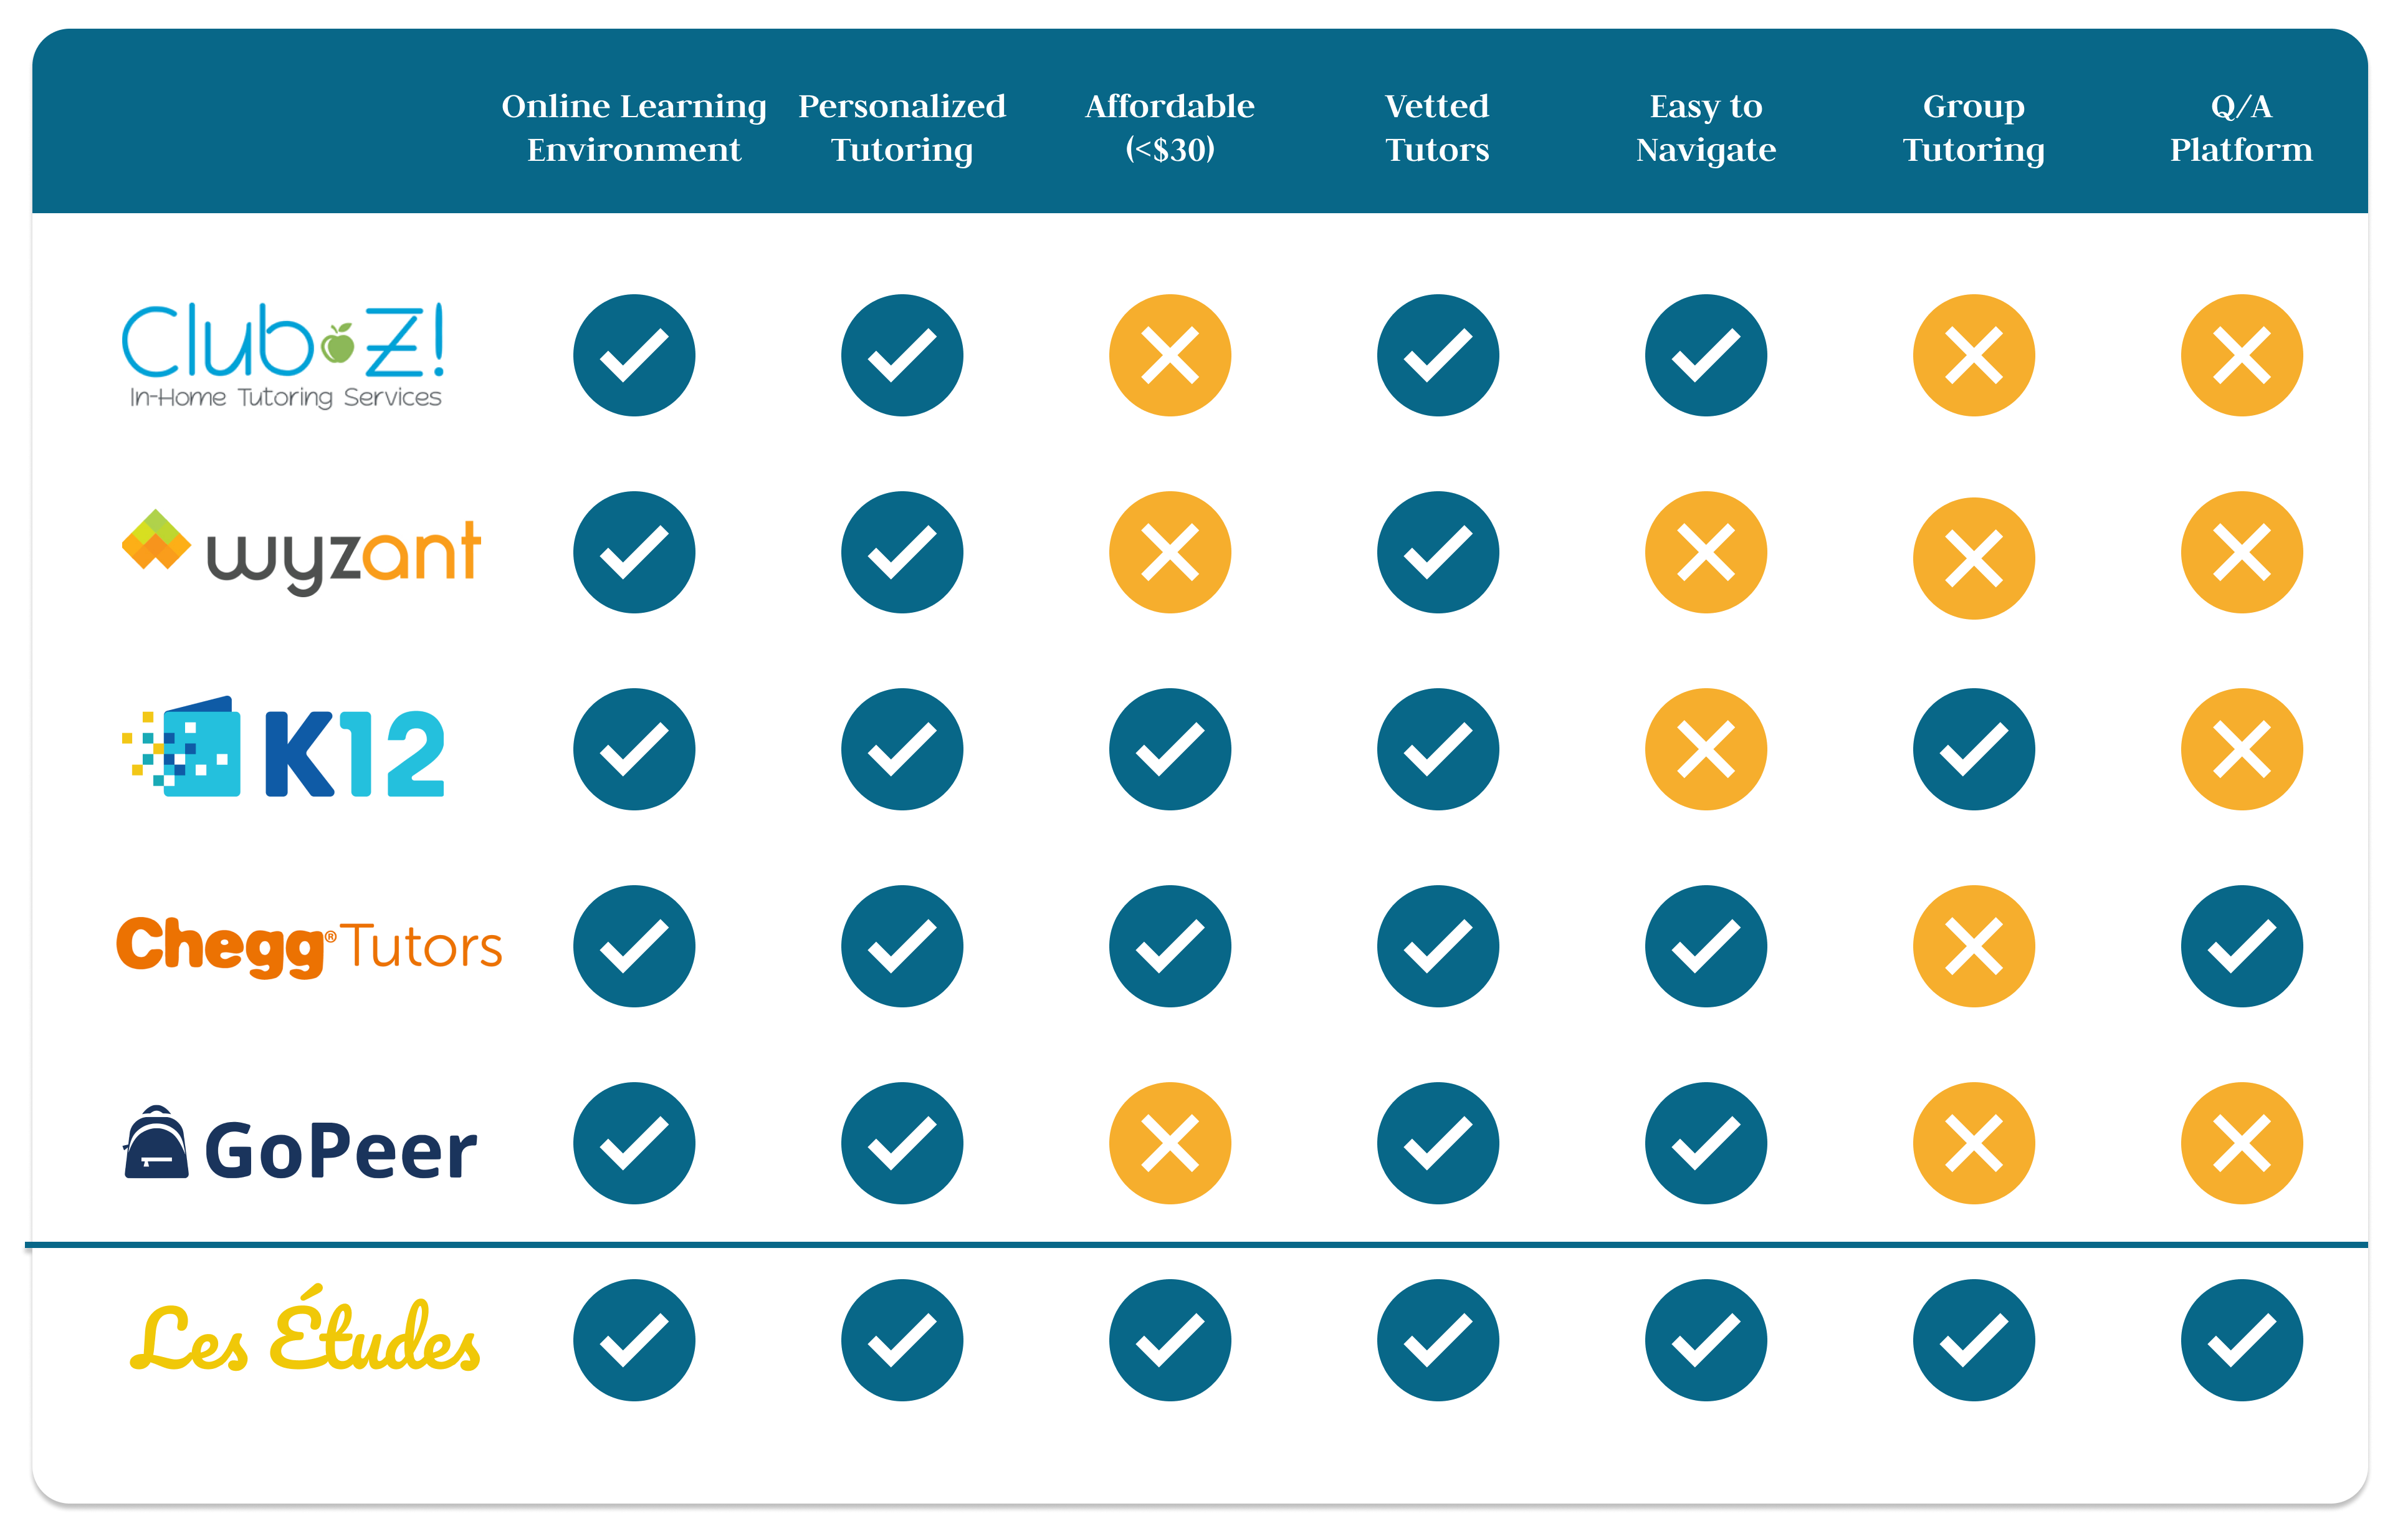 Online Learning
Environment
Personalized
Tutoring
Affordable
(<$30)
Vetted
Tutors
Easy to
Navigate
Group
Tutoring
Q/A
Platform
Club Z!
In-Home Tutoring Services
wyzant
K12
Chegg® Tutors
GoPeer
Les Études